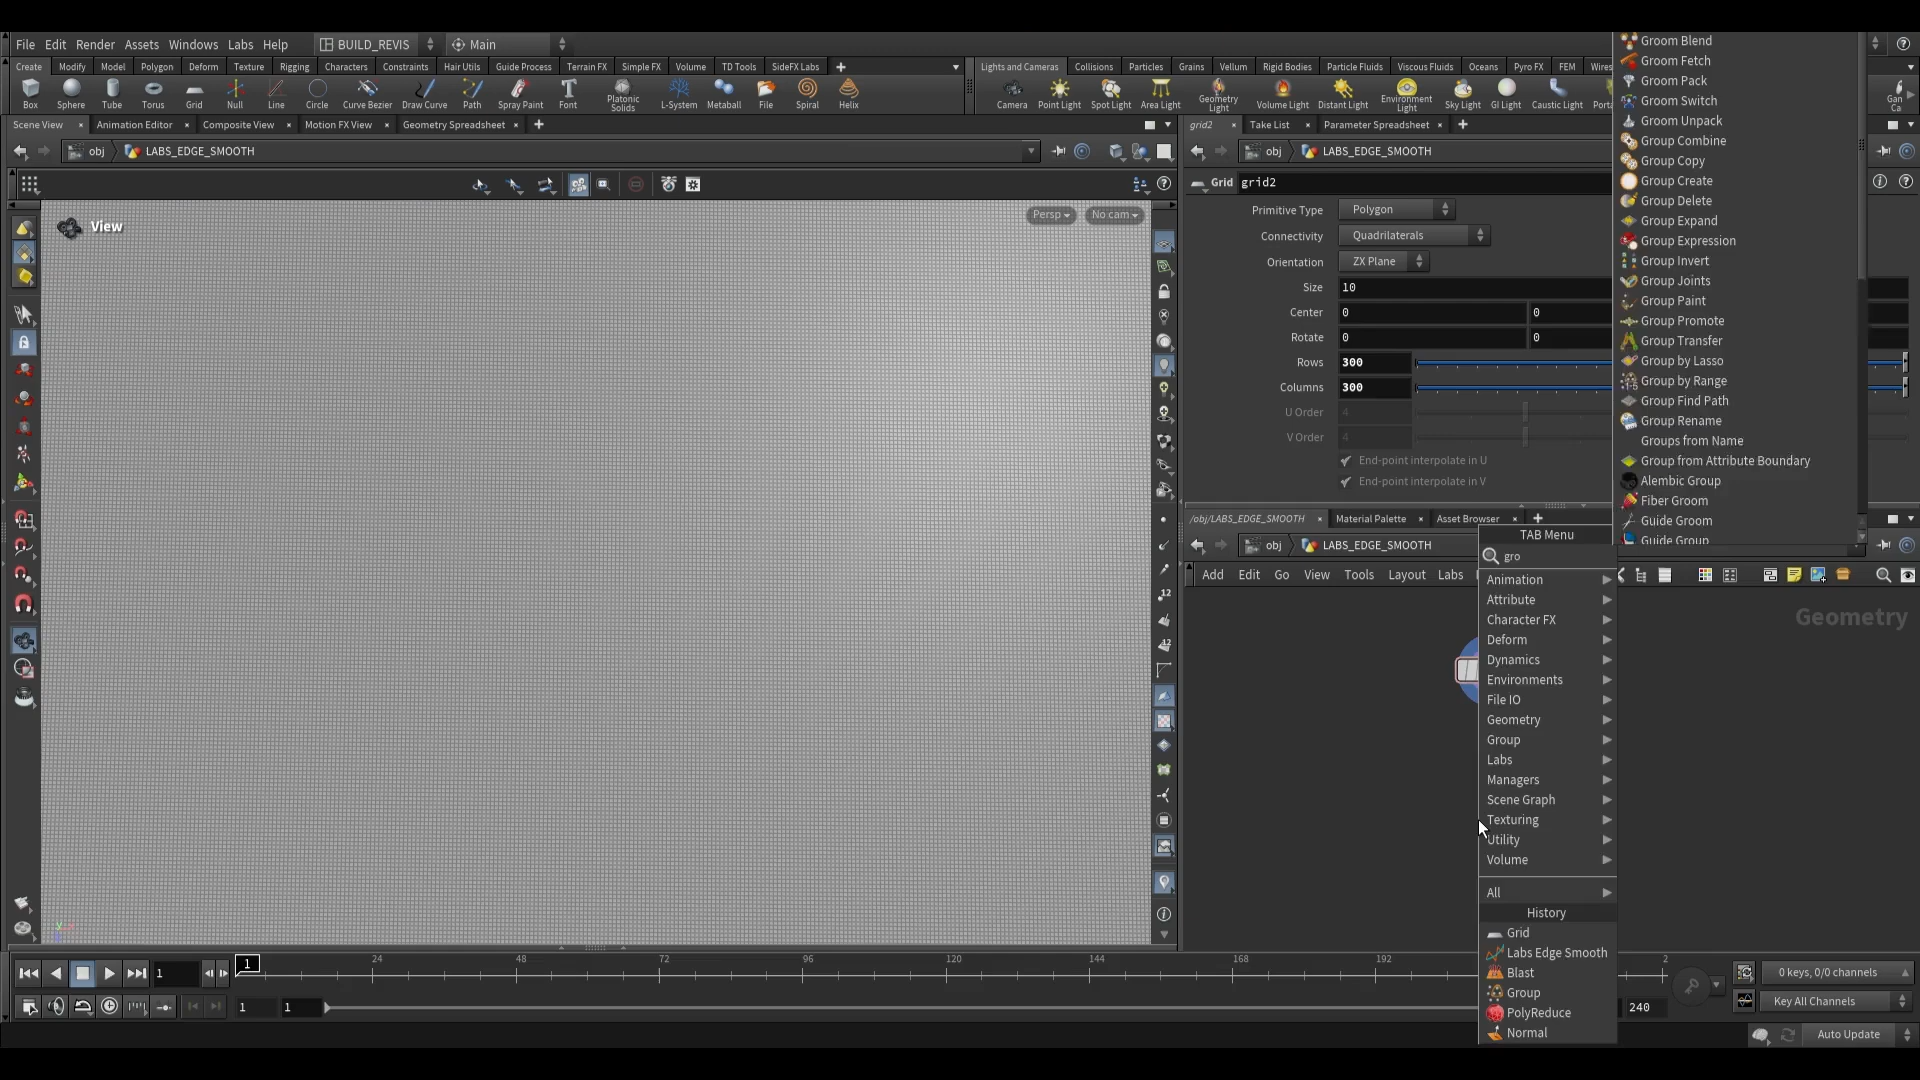 File Edit Render Assets Windows Labs Help BUILD_REVIS Main
Create Modify Model Polygon Deform Texture Rigging Characters Constraints Hair Utils Guide Process Terrain FX Simple FX Volume TD Tools SideFX Labs
Lights and Cameras Collisions Particles Grains Vellum Rigid Bodies Particle Fluids Viscous Fluids Oceans Pyro FX FEM Wires
Box Sphere Tube Torus Grid Null Line Circle Curve Bezier Draw Curve Path Spray Paint Font Platonic Solids L-System Metaball File Spiral Helix
Camera Point Light Spot Light Area Light Geometry Light Volume Light Distant Light Environment Light Sky Light GI Light Caustic Light Porta
Gan
Ca
Scene View Animation Editor Composite View Motion FX View Geometry Spreadsheet
grid2 Take List Parameter Spreadsheet
obj LABS_EDGE_SMOOTH
obj LABS_EDGE_SMOOTH
View
Persp No cam
Grid grid2
Primitive Type Polygon
Connectivity Quadrilaterals
Orientation ZX Plane
Size 10
Center 0 0
Rotate 0 0
Rows 300
Columns 300
U Order 4
V Order 4
End-point interpolate in U
End-point interpolate in V
Groom Blend
Groom Fetch
Groom Pack
Groom Switch
Groom Unpack
Group Combine
Group Copy
Group Create
Group Delete
Group Expand
Group Expression
Group Invert
Group Joints
Group Paint
Group Promote
Group Transfer
Group by Lasso
Group by Range
Group Find Path
Group Rename
Groups from Name
Group from Attribute Boundary
Alembic Group
Fiber Groom
Guide Groom
Guide Group
/obj/LABS_EDGE_SMOOTH Material Palette Asset Browser
obj LABS_EDGE_SMOOTH
Add Edit Go View Tools Layout Labs
Geometry
TAB Menu
gro
Animation
Attribute
Character FX
Deform
Dynamics
Environments
File IO
Geometry
Group
Labs
Managers
Scene Graph
Texturing
Utility
Volume
All
History
Grid
Labs Edge Smooth
Blast
Group
PolyReduce
Normal
12
12
1 1 24 48 72 96 120 144 168 192 2
1 1 240
0 keys, 0/0 channels
Key All Channels
Auto Update